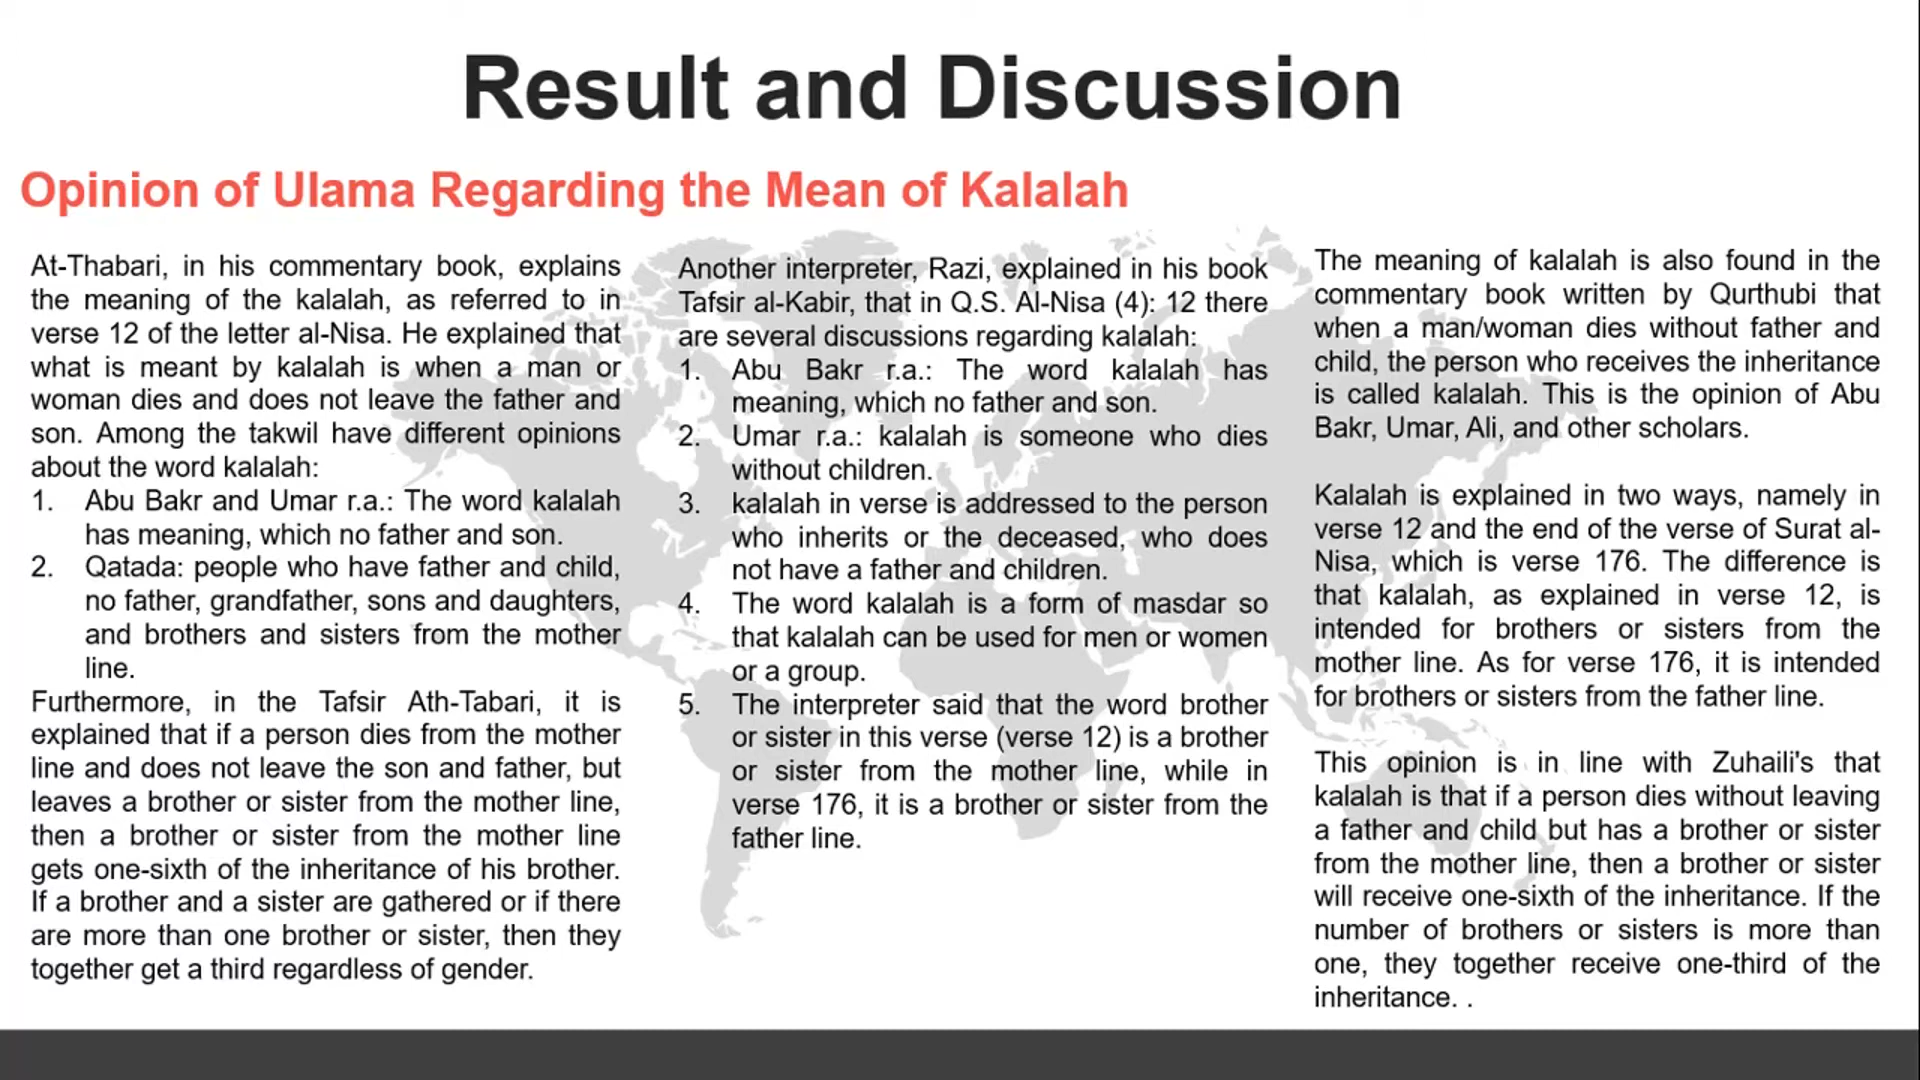 Result and Discussion
Opinion of Ulama Regarding the Mean of Kalalah
At-Thabari, in his commentary book, explains
the meaning of the kalalah, as referred to in
verse 12 of the letter al-Nisa. He explained that
what is meant by kalalah is when a man or
woman dies and does not leave the father and
son. Among the takwil have different opinions
about the word kalalah:
1. Abu Bakr and Umar r.a.: The word kalalah
has meaning, which no father and son.
2. Qatada: people who have father and child,
no father, grandfather, sons and daughters,
and brothers and sisters from the mother
line.
Furthermore, in the Tafsir Ath-Tabari, it is
explained that if a person dies from the mother
line and does not leave the son and father, but
leaves a brother or sister from the mother line,
then a brother or sister from the mother line
gets one-sixth of the inheritance of his brother.
If a brother and a sister are gathered or if there
are more than one brother or sister, then they
together get a third regardless of gender.
Another interpreter, Razi, explained in his book
Tafsir al-Kabir, that in Q.S. Al-Nisa (4): 12 there
are several discussions regarding kalalah:
1. Abu Bakr r.a.: The word kalalah has
meaning, which no father and son.
2. Umar r.a.: kalalah is someone who dies
without children.
3. kalalah in verse is addressed to the person
who inherits or the deceased, who does
not have a father and children.
4. The word kalalah is a form of masdar so
that kalalah can be used for men or women
or a group.
5. The interpreter said that the word brother
or sister in this verse (verse 12) is a brother
or sister from the mother line, while in
verse 176, it is a brother or sister from the
father line.
The meaning of kalalah is also found in the
commentary book written by Qurthubi that
when a man/woman dies without father and
child, the person who receives the inheritance
is called kalalah. This is the opinion of Abu
Bakr, Umar, Ali, and other scholars.
Kalalah is explained in two ways, namely in
verse 12 and the end of the verse of Surat al-
Nisa, which is verse 176. The difference is
that kalalah, as explained in verse 12, is
intended for brothers or sisters from the
mother line. As for verse 176, it is intended
for brothers or sisters from the father line.
This opinion is in line with Zuhaili's that
kalalah is that if a person dies without leaving
a father and child but has a brother or sister
from the mother line, then a brother or sister
will receive one-sixth of the inheritance. If the
number of brothers or sisters is more than
one, they together receive one-third of the
inheritance. .